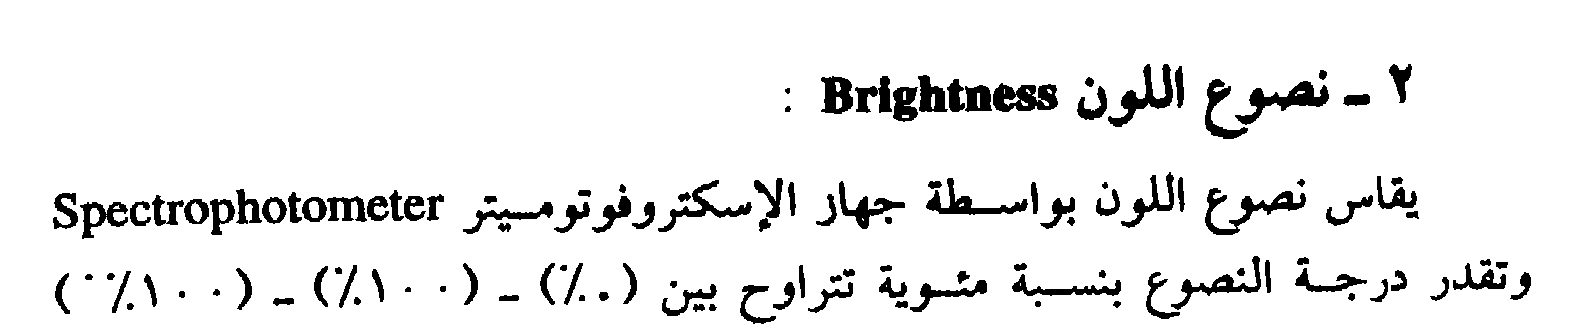 ٢ ـ نصوع اللون Brightness :
يقاس نصوع اللون بواسطة جهاز الإسكتروفوتوميتر Spectrophotometer
وتقدر درجة النصوع بنسبة مئوية تتراوح بين (٠٪) ـ (١٠٠٪) ـ (١٠٠٪)